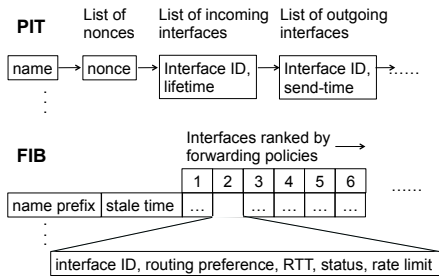 List of nonces
List of incoming interfaces
List of outgoing interfaces
PIT
name
nonce
Interface ID, lifetime
Interface ID, send-time
......
Interfaces ranked by forwarding policies
FIB
1 2 3 4 5 6
......
name prefix
stale time
... ... ... ... ...
interface ID, routing preference, RTT, status, rate limit